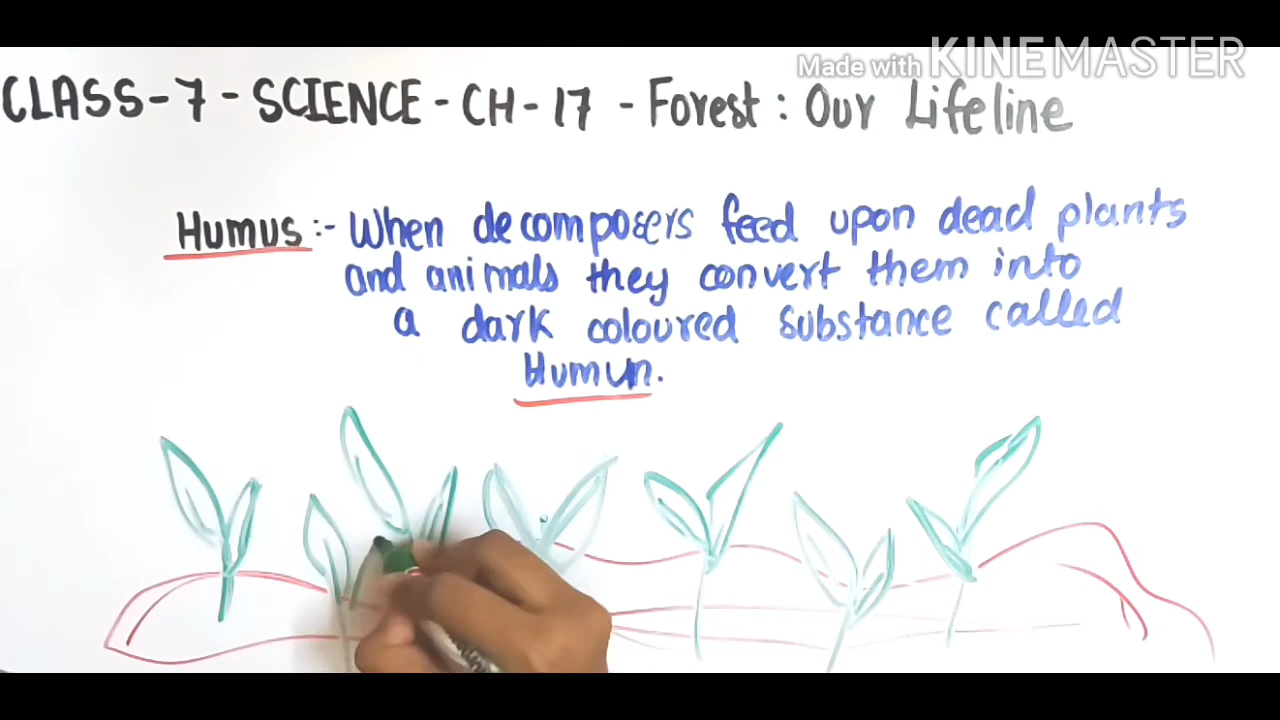 Made with KINEMASTER
CLASS-7-SCIENCE-CH-17 - Forest : Our Lifeline
Humus :- When decomposers feed upon dead plants
and animals they convert them into
a dark coloured substance called
Humun.